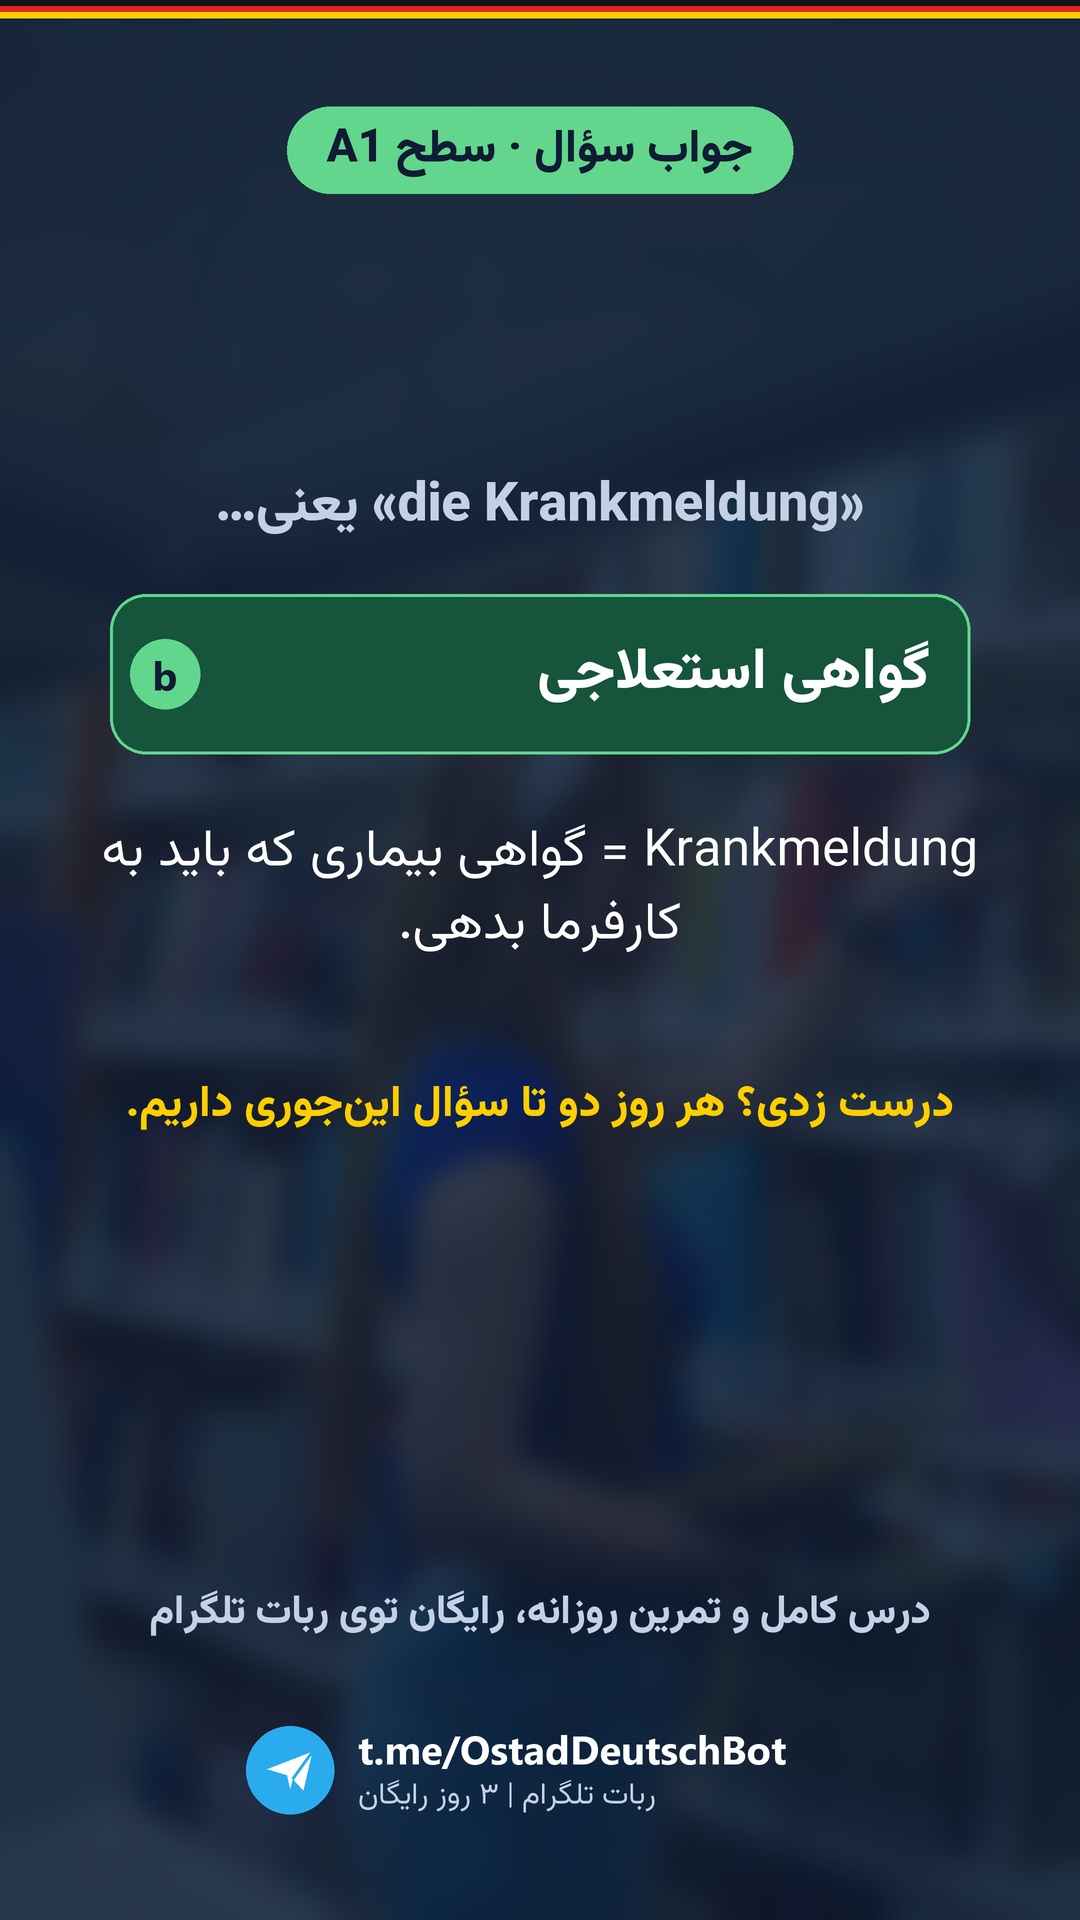 جواب سؤال · سطح A1
«die Krankmeldung» یعنی...
گواهی استعلاجی
b
Krankmeldung = گواهی بیماری که باید به
کارفرما بدهی.
درست زدی؟ هر روز دو تا سؤال این‌جوری داریم.
درس کامل و تمرین روزانه، رایگان توی ربات تلگرام
t.me/OstadDeutschBot
ربات تلگرام | ۳ روز رایگان